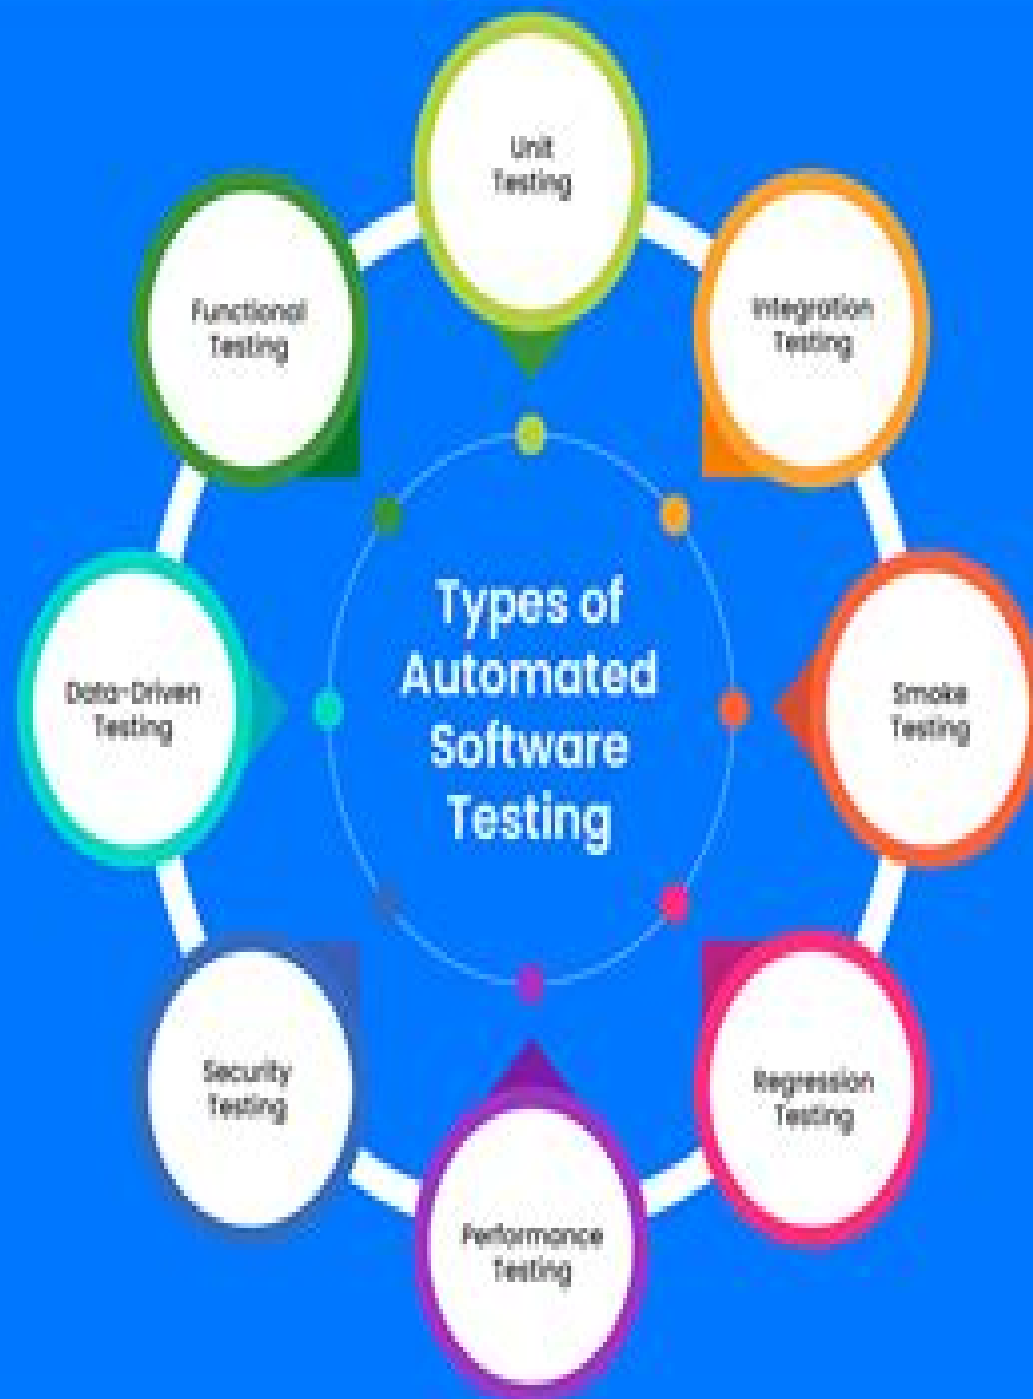 Unit
Testing
Integration
Testing
Smoke
Testing
Regression
Testing
Performance
Testing
Security
Testing
Data-Driven
Testing
Functional
Testing
Types of
Automated
Software
Testing